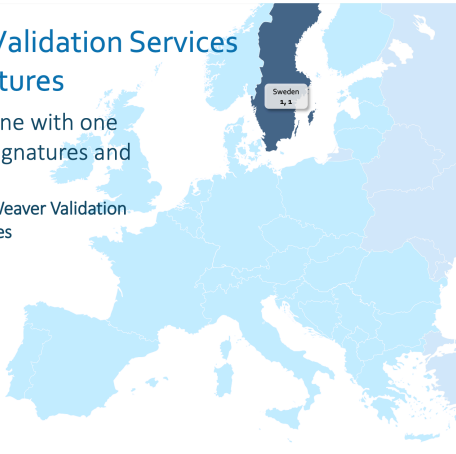 Validation Services
tures
ne with one
gnatures and
Weaver Validation
es
Sweden
1, 1